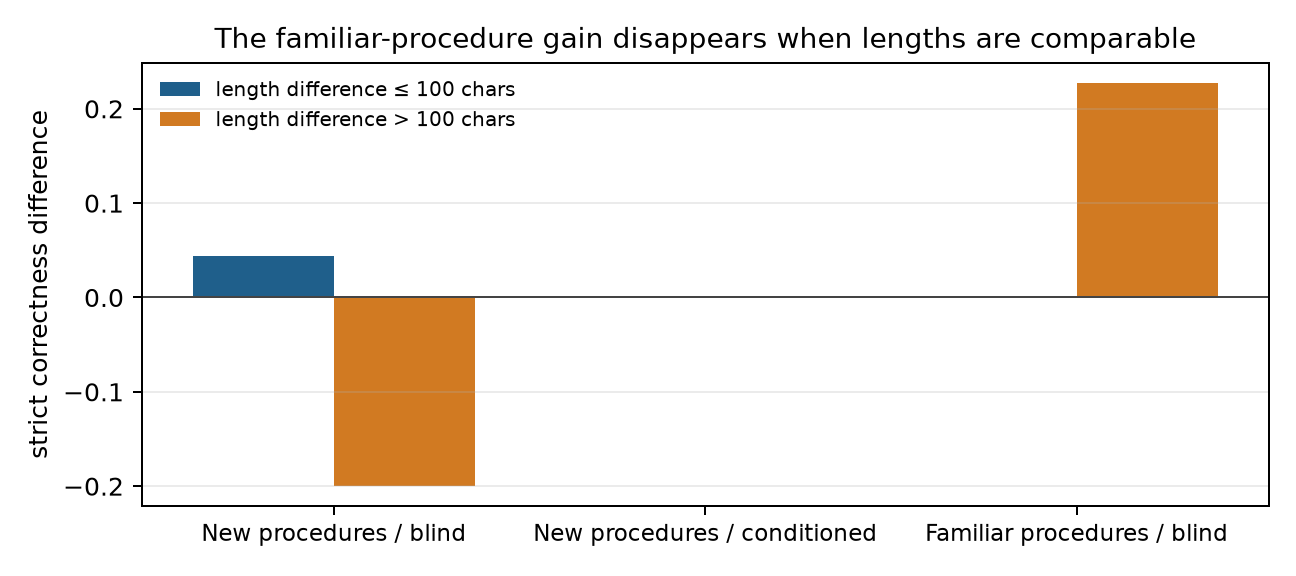 The familiar-procedure gain disappears when lengths are comparable
length difference ≤ 100 chars
length difference > 100 chars
strict correctness difference
0.2
0.1
0.0
−0.1
−0.2
New procedures / blind
New procedures / conditioned
Familiar procedures / blind